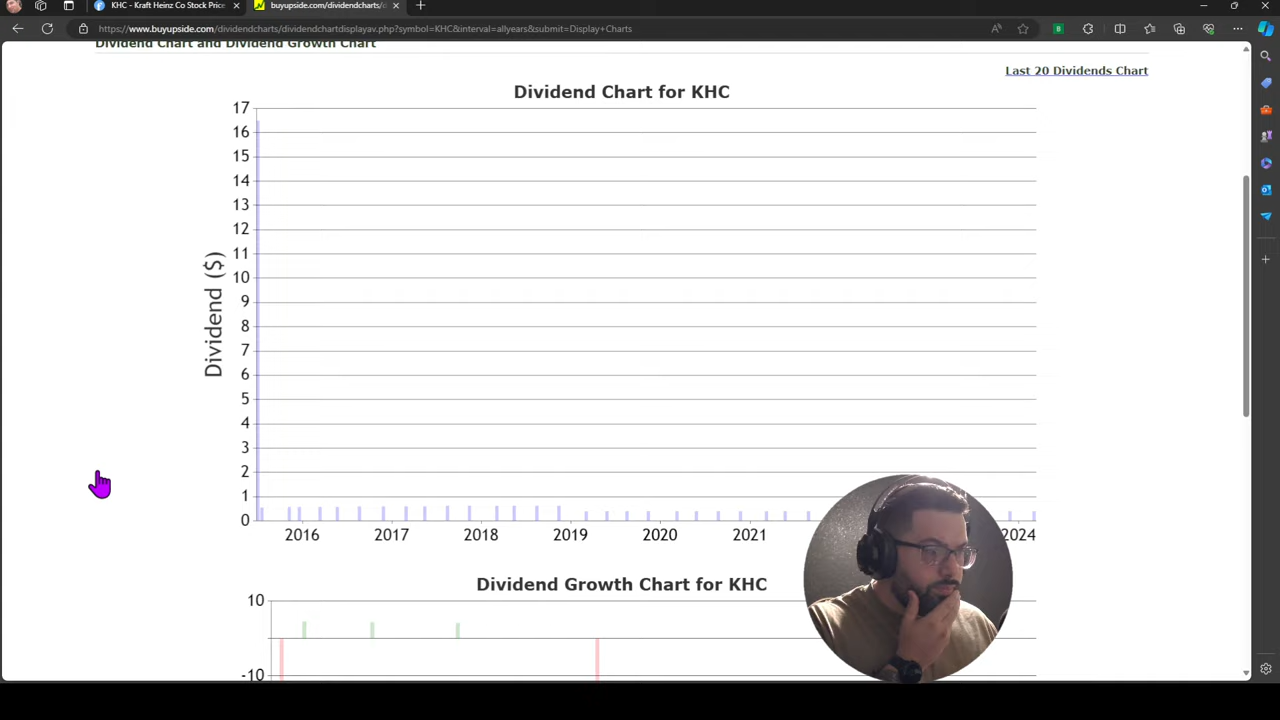 KHC - Kraft Heinz Co Stock Price
buyupside.com/dividendcharts/di
https://www.buyupside.com/dividendcharts/dividendchartdisplayav.php?symbol=KHC&interval=allyears&submit=Display+Charts
Dividend Chart and Dividend Growth Chart
Last 20 Dividends Chart
Dividend Chart for KHC
17
16
15
14
13
12
11
10
9
8
7
6
5
4
3
2
1
0
Dividend ($)
2016 2017 2018 2019 2020 2021 2024
Dividend Growth Chart for KHC
10
-10